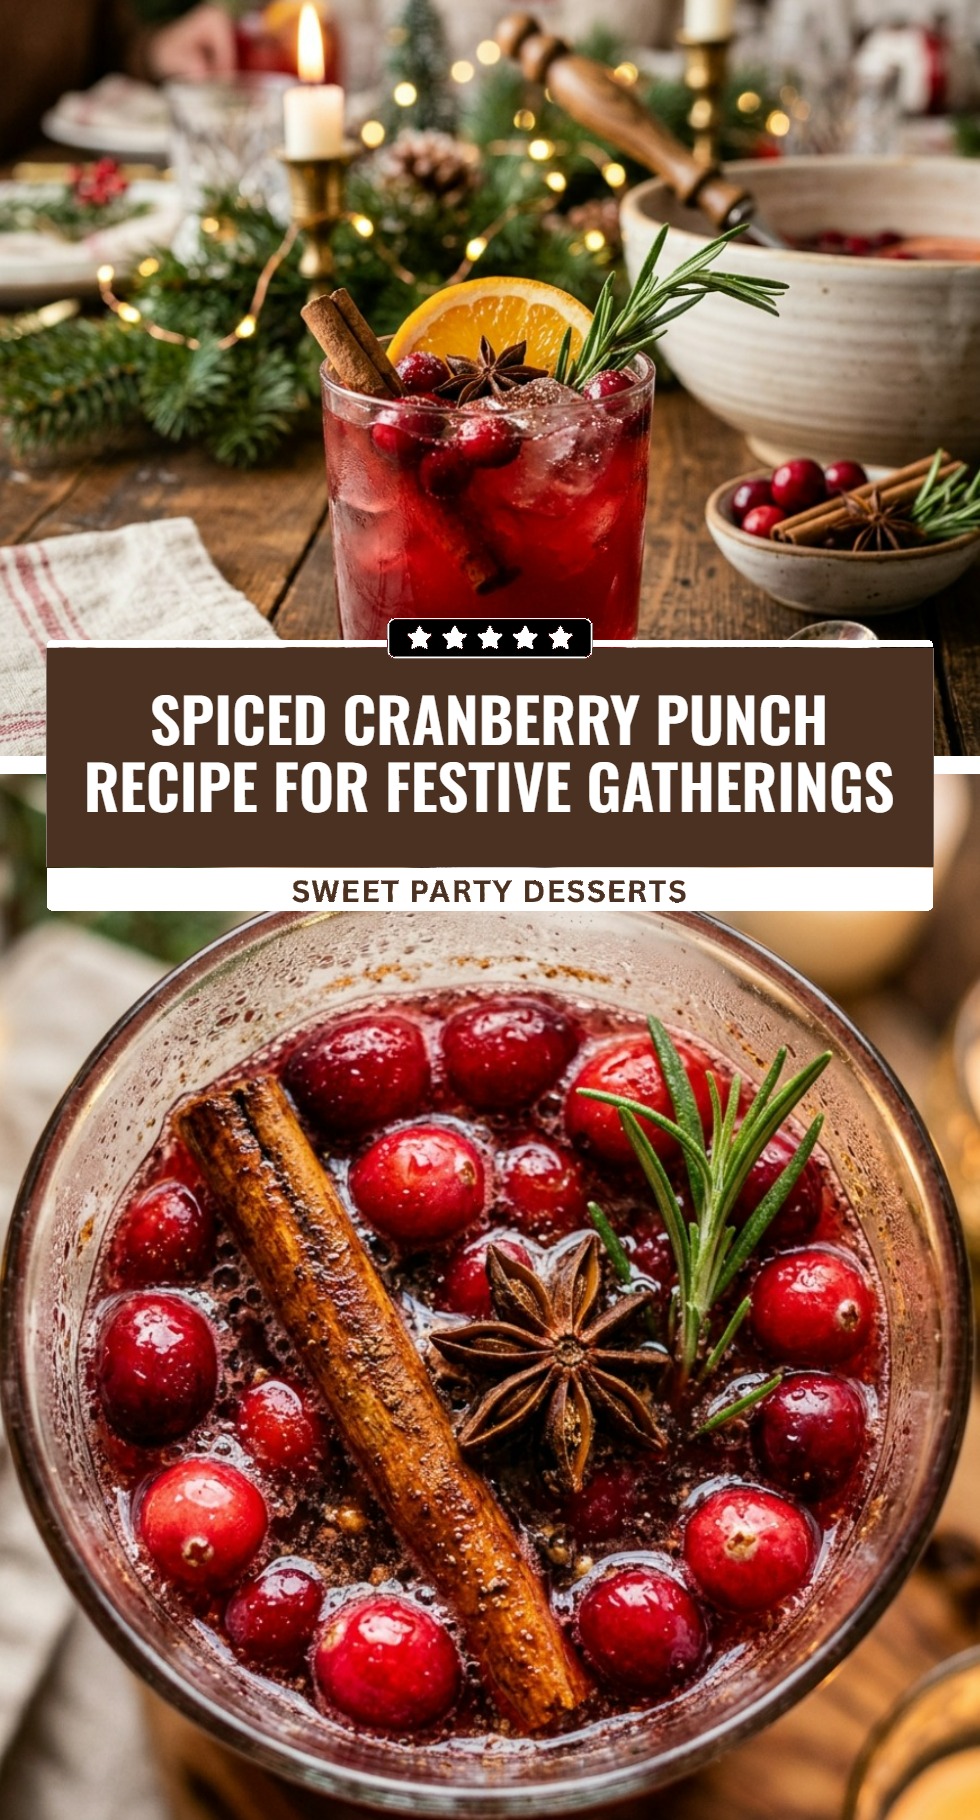 SPICED CRANBERRY PUNCH
RECIPE FOR FESTIVE GATHERINGS
SWEET PARTY DESSERTS